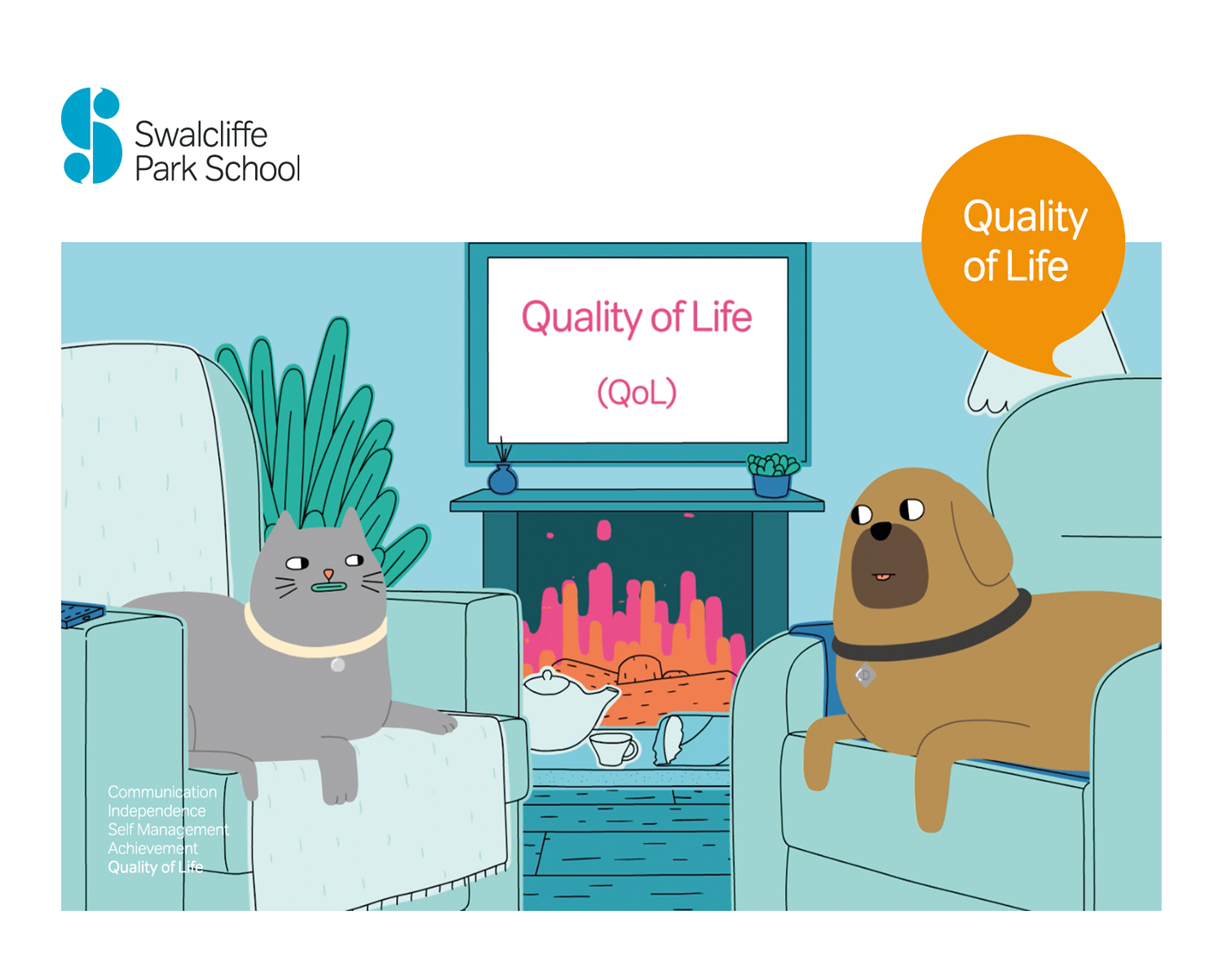 Swalcliffe
Park School
Quality
of Life
Quality of Life
(QoL)
D
Communication
Independence
Self Management
Achievement
Quality of Life